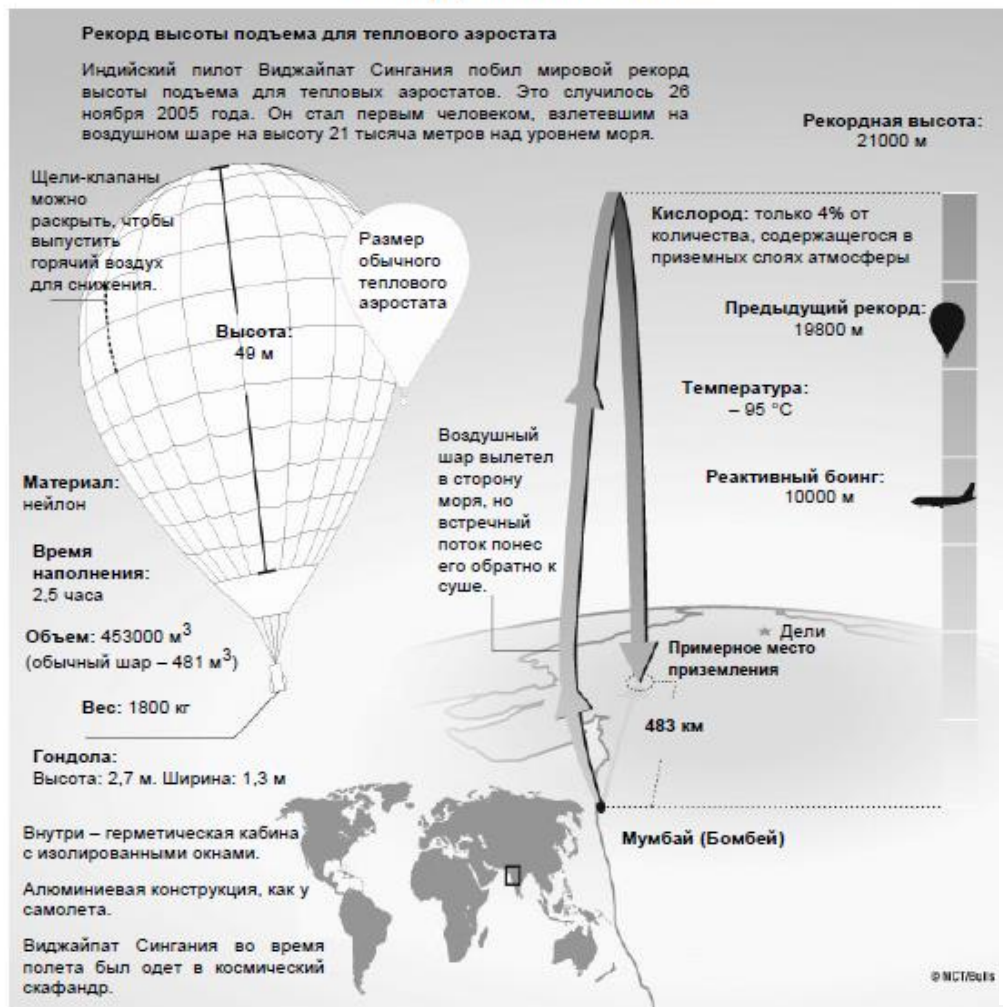 Рекорд высоты подъема для теплового аэростата
Индийский пилот Виджайпат Сингания побил мировой рекорд
высоты подъема для тепловых аэростатов. Это случилось 26
ноября 2005 года. Он стал первым человеком, взлетевшим на
воздушном шаре на высоту 21 тысяча метров над уровнем моря.
Рекордная высота:
21000 м
Щели-клапаны
можно
раскрыть, чтобы
выпустить
горячий воздух
для снижения.
Размер
обычного
теплового
аэростата
Высота:
49 м
Кислород: только 4% от
количества, содержащегося в
приземных слоях атмосферы
Предыдущий рекорд:
19800 м
Температура:
– 95 °C
Реактивный боинг:
10000 м
Воздушный
шар вылетел
в сторону
моря, но
встречный
поток понес
его обратно к
суше.
Материал:
нейлон
Время
наполнения:
2,5 часа
Объем: 453000 м³
(обычный шар – 481 м³)
Вес: 1800 кг
Гондола:
Высота: 2,7 м. Ширина: 1,3 м
Дели
Примерное место
приземления
483 км
Мумбай (Бомбей)
Внутри – герметическая кабина
с изолированными окнами.
Алюминиевая конструкция, как у
самолета.
Виджайпат Сингания во время
полета был одет в космический
скафандр.
© MCT/Bulls